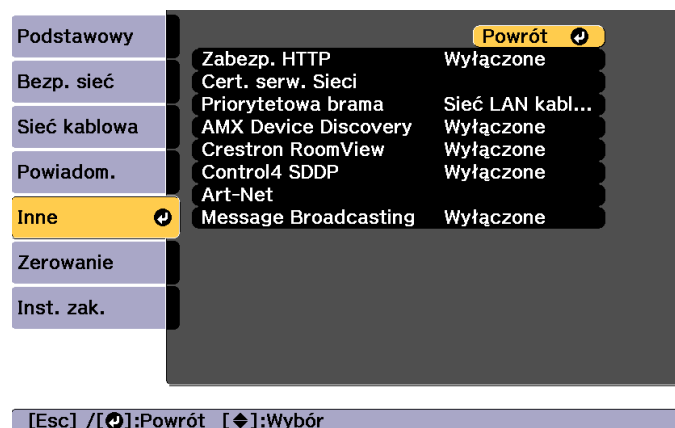 Podstawowy
Bezp. sieć
Sieć kablowa
Powiadom.
Inne
Zerowanie
Inst. zak.
Powrót
Zabezp. HTTP Wyłączone
Cert. serw. Sieci
Priorytetowa brama Sieć LAN kabl...
AMX Device Discovery Wyłączone
Crestron RoomView Wyłączone
Control4 SDDP Wyłączone
Art-Net
Message Broadcasting Wyłączone
[Esc] /[ ]:Powrót [ ]:Wybór